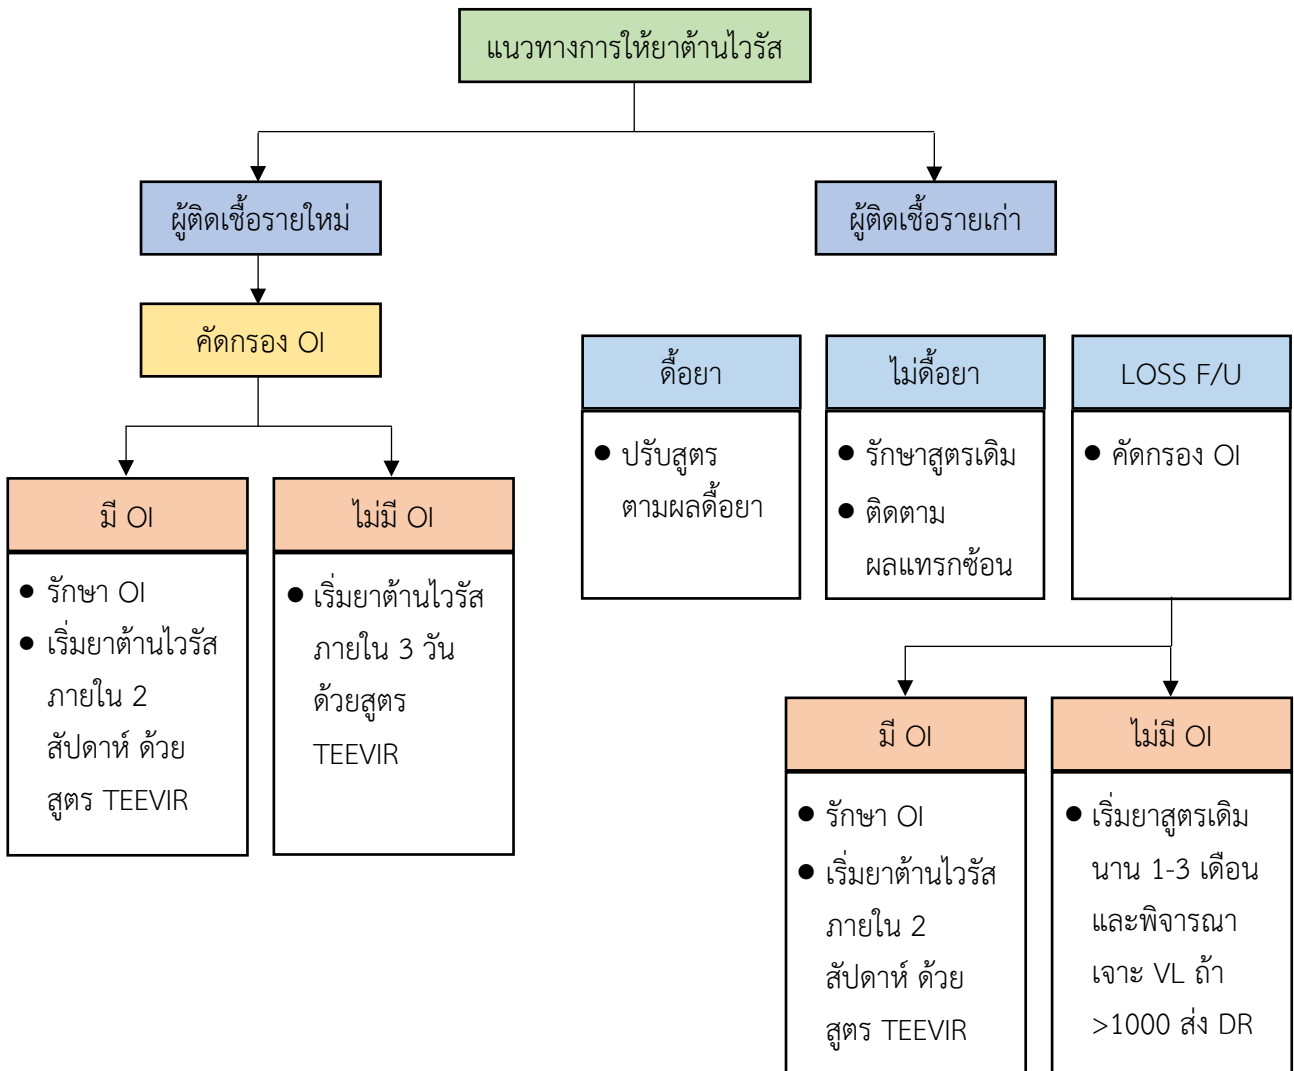 แนวทางการให้ยาต้านไวรัส
ผู้ติดเชื้อรายใหม่
ผู้ติดเชื้อรายเก่า
คัดกรอง OI
มี OI
● รักษา OI
● เริ่มยาต้านไวรัส
ภายใน 2
สัปดาห์ ด้วย
สูตร TEEVIR
ไม่มี OI
● เริ่มยาต้านไวรัส
ภายใน 3 วัน
ด้วยสูตร
TEEVIR
ดื้อยา
● ปรับสูตร
ตามผลดื้อยา
ไม่ดื้อยา
● รักษาสูตรเดิม
● ติดตาม
ผลแทรกซ้อน
LOSS F/U
● คัดกรอง OI
มี OI
● รักษา OI
● เริ่มยาต้านไวรัส
ภายใน 2
สัปดาห์ ด้วย
สูตร TEEVIR
ไม่มี OI
● เริ่มยาสูตรเดิม
นาน 1-3 เดือน
และพิจารณา
เจาะ VL ถ้า
>1000 ส่ง DR